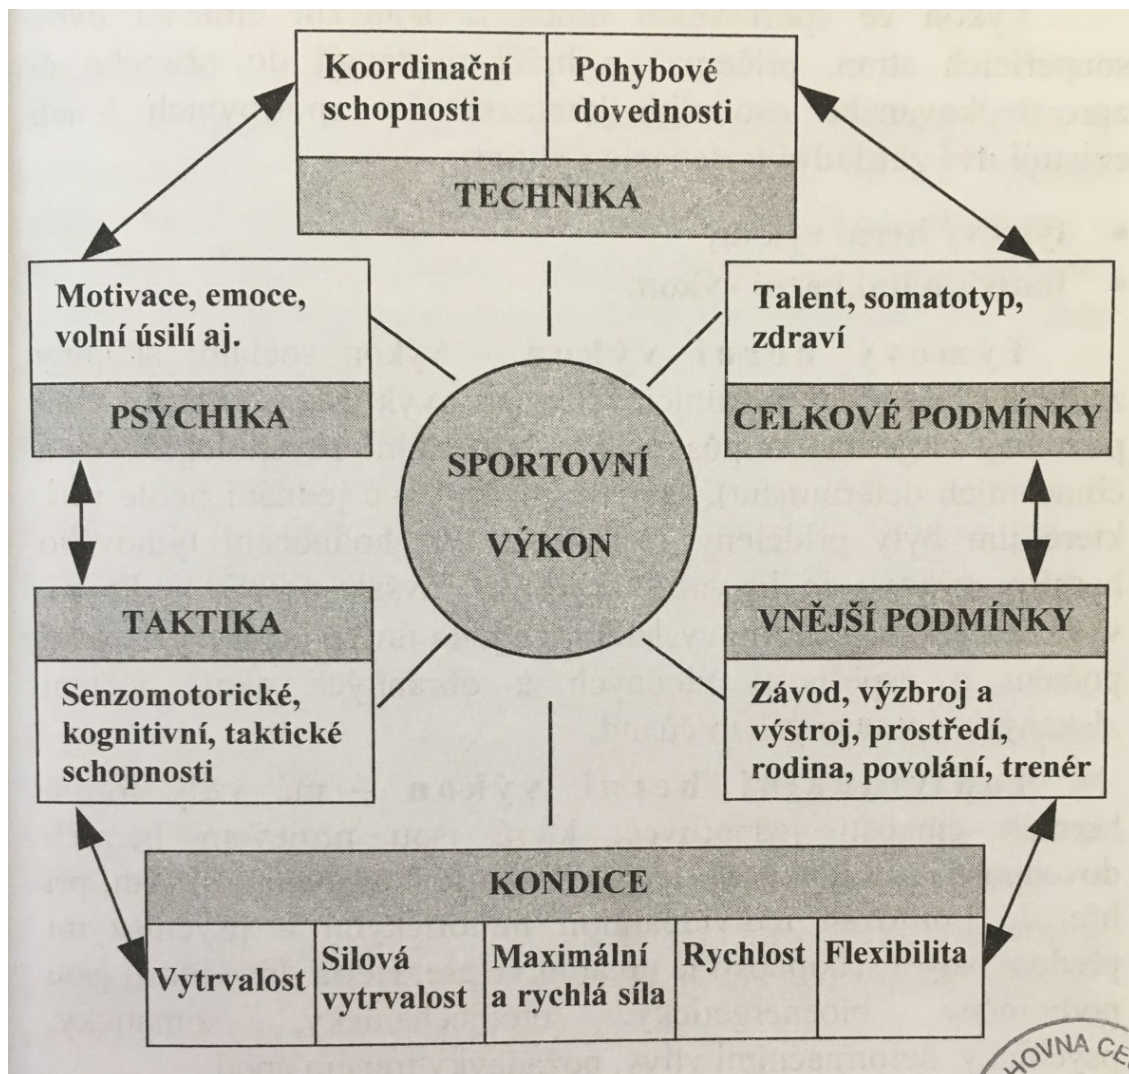 Koordinační
schopnosti
Pohybové
dovednosti
TECHNIKA
Motivace, emoce,
volní úsilí aj.
PSYCHIKA
Talent, somatotyp,
zdraví
CELKOVÉ PODMÍNKY
SPORTOVNÍ
VÝKON
TAKTIKA
Senzomotorické,
kognitivní, taktické
schopnosti
VNĚJŠÍ PODMÍNKY
Závod, výzbroj a
výstroj, prostředí,
rodina, povolání, trenér
KONDICE
Vytrvalost
Silová
vytrvalost
Maximální
a rychlá síla
Rychlost
Flexibilita